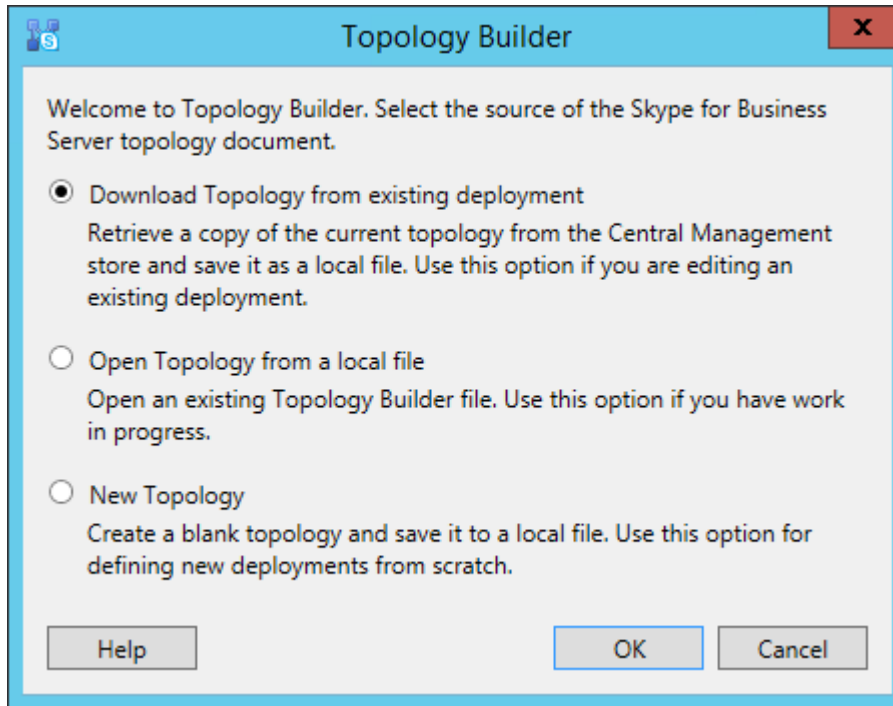 Topology Builder
x
Welcome to Topology Builder. Select the source of the Skype for Business
Server topology document.
Download Topology from existing deployment
Retrieve a copy of the current topology from the Central Management
store and save it as a local file. Use this option if you are editing an
existing deployment.
Open Topology from a local file
Open an existing Topology Builder file. Use this option if you have work
in progress.
New Topology
Create a blank topology and save it to a local file. Use this option for
defining new deployments from scratch.
Help
OK
Cancel